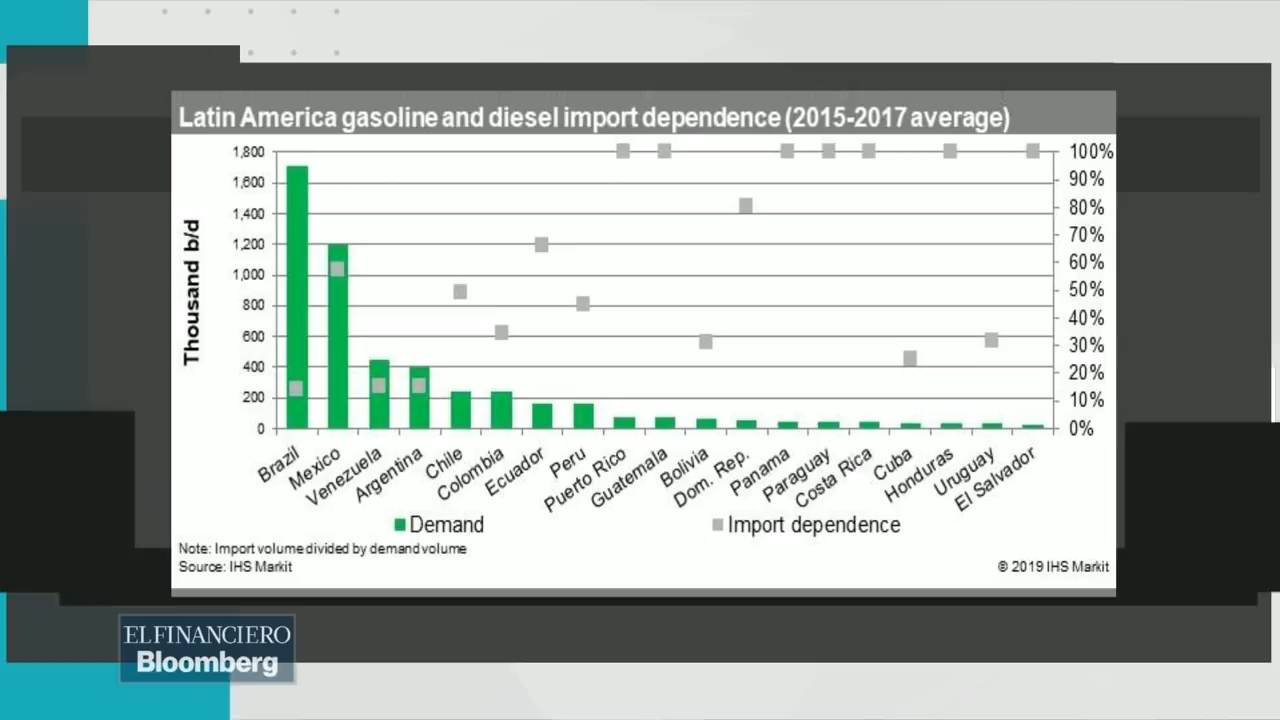 Latin America gasoline and diesel import dependence (2015-2017 average)
Thousand b/d
1,800
1,600
1,400
1,200
1,000
800
600
400
200
0
100%
90%
80%
70%
60%
50%
40%
30%
20%
10%
0%
Brazil
Mexico
Venezuela
Argentina
Chile
Colombia
Ecuador
Peru
Puerto Rico
Guatemala
Bolivia
Dom. Rep.
Panama
Paraguay
Costa Rica
Cuba
Honduras
Uruguay
El Salvador
Demand
Import dependence
Note: Import volume divided by demand volume
Source: IHS Markit
© 2019 IHS Markit
EL FINANCIERO
Bloomberg